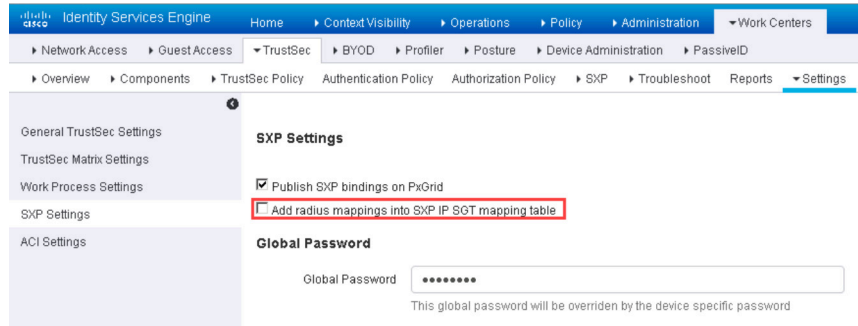 cisco Identity Services Engine Home Context Visibility Operations Policy Administration Work Centers
Network Access Guest Access TrustSec BYOD Profiler Posture Device Administration PassiveID
Overview Components TrustSec Policy Authentication Policy Authorization Policy SXP Troubleshoot Reports Settings
General TrustSec Settings
TrustSec Matrix Settings
Work Process Settings
SXP Settings
ACI Settings
SXP Settings
Publish SXP bindings on PxGrid
Add radius mappings into SXP IP SGT mapping table
Global Password
Global Password ••••••••
This global password will be overriden by the device specific password